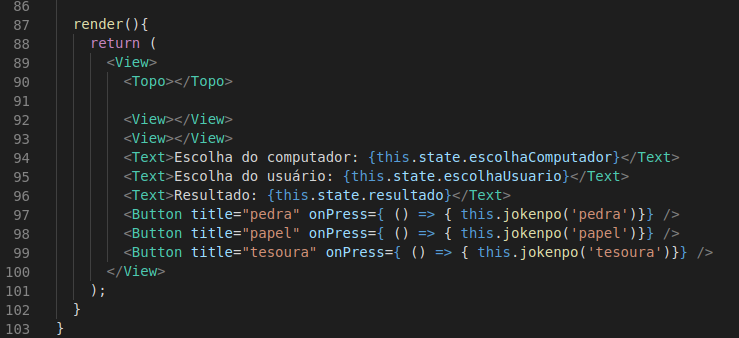 86
87 render(){
88 return (
89 <View>
90 <Topo></Topo>
91
92 <View></View>
93 <View></View>
94 <Text>Escolha do computador: {this.state.escolhaComputador}</Text>
95 <Text>Escolha do usuário: {this.state.escolhaUsuario}</Text>
96 <Text>Resultado: {this.state.resultado}</Text>
97 <Button title="pedra" onPress={ () => { this.jokenpo('pedra')}} />
98 <Button title="papel" onPress={ () => { this.jokenpo('papel')}} />
99 <Button title="tesoura" onPress={ () => { this.jokenpo('tesoura')}} />
100 </View>
101 );
102 }
103 }